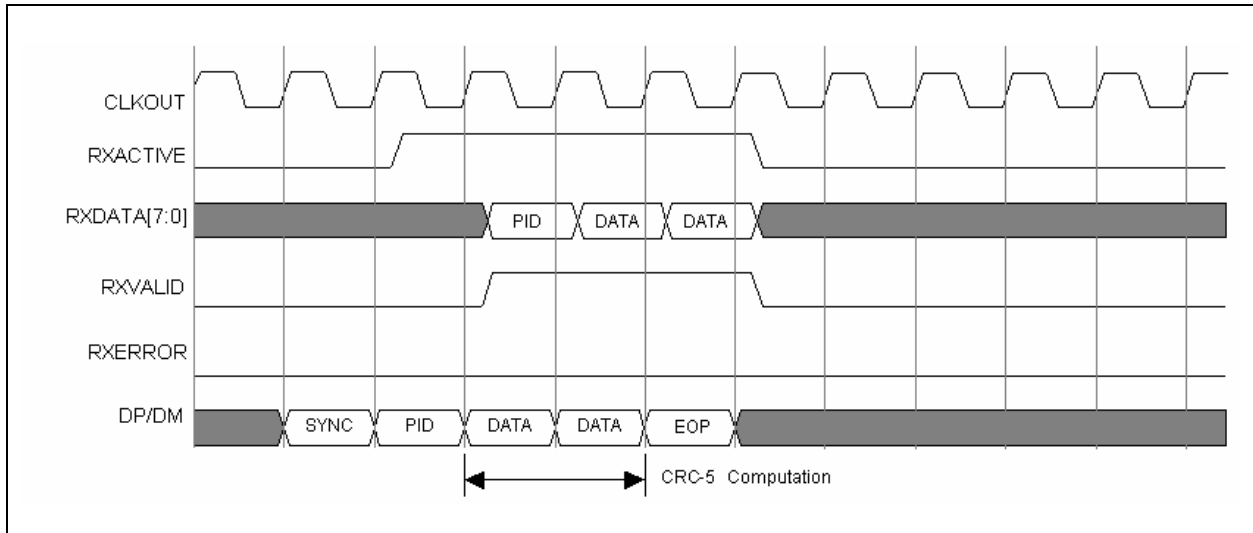 CLKOUT
RXACTIVE
RXDATA[7:0] PID DATA DATA
RXVALID
RXERROR
DP/DM SYNC PID DATA DATA EOP
CRC-5 Computation